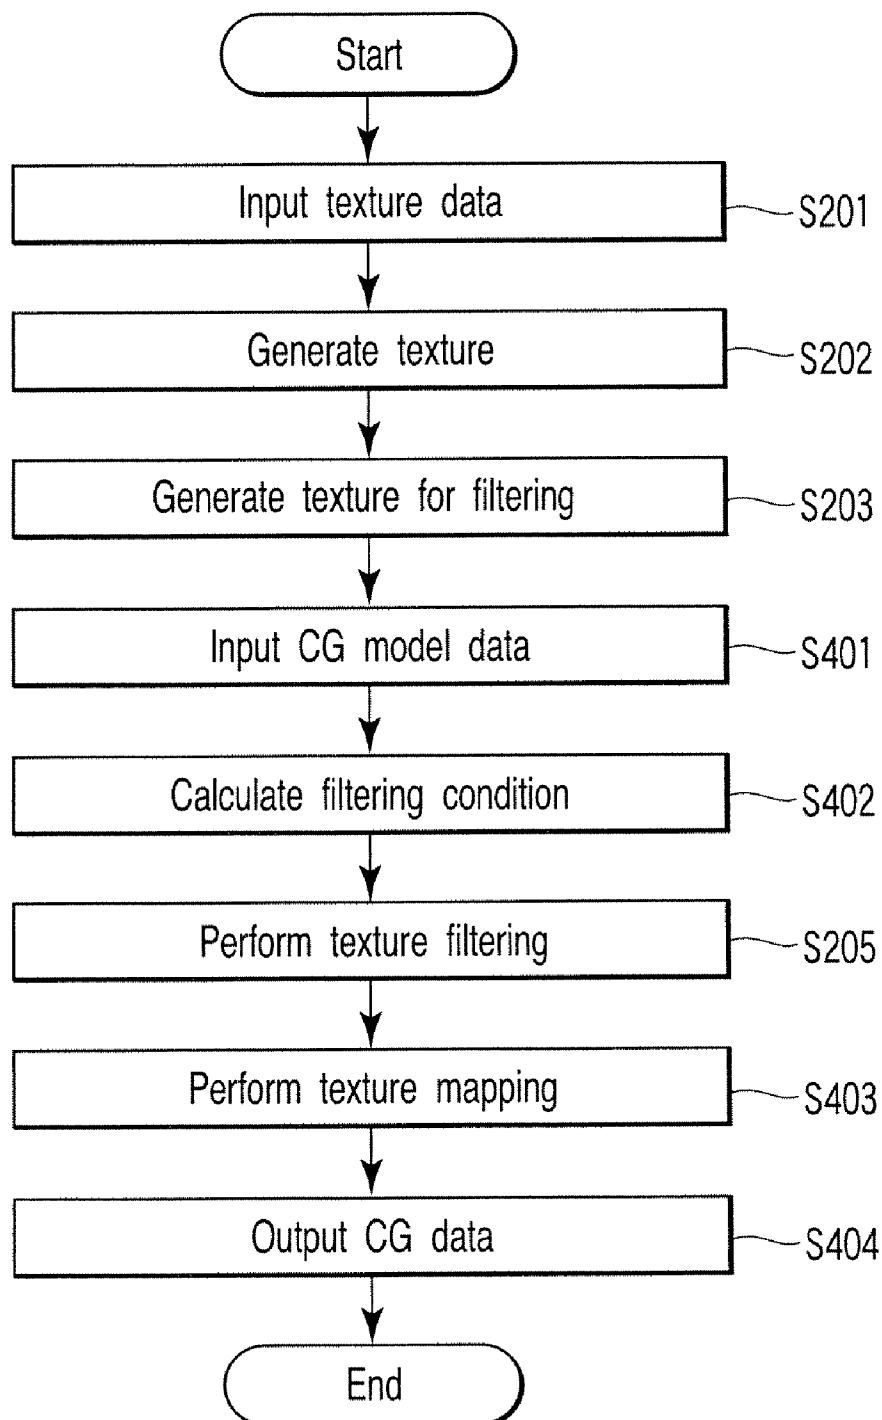 Start
Input texture data
S201
Generate texture
S202
Generate texture for filtering
S203
Input CG model data
S401
Calculate filtering condition
S402
Perform texture filtering
S205
Perform texture mapping
S403
Output CG data
S404
End